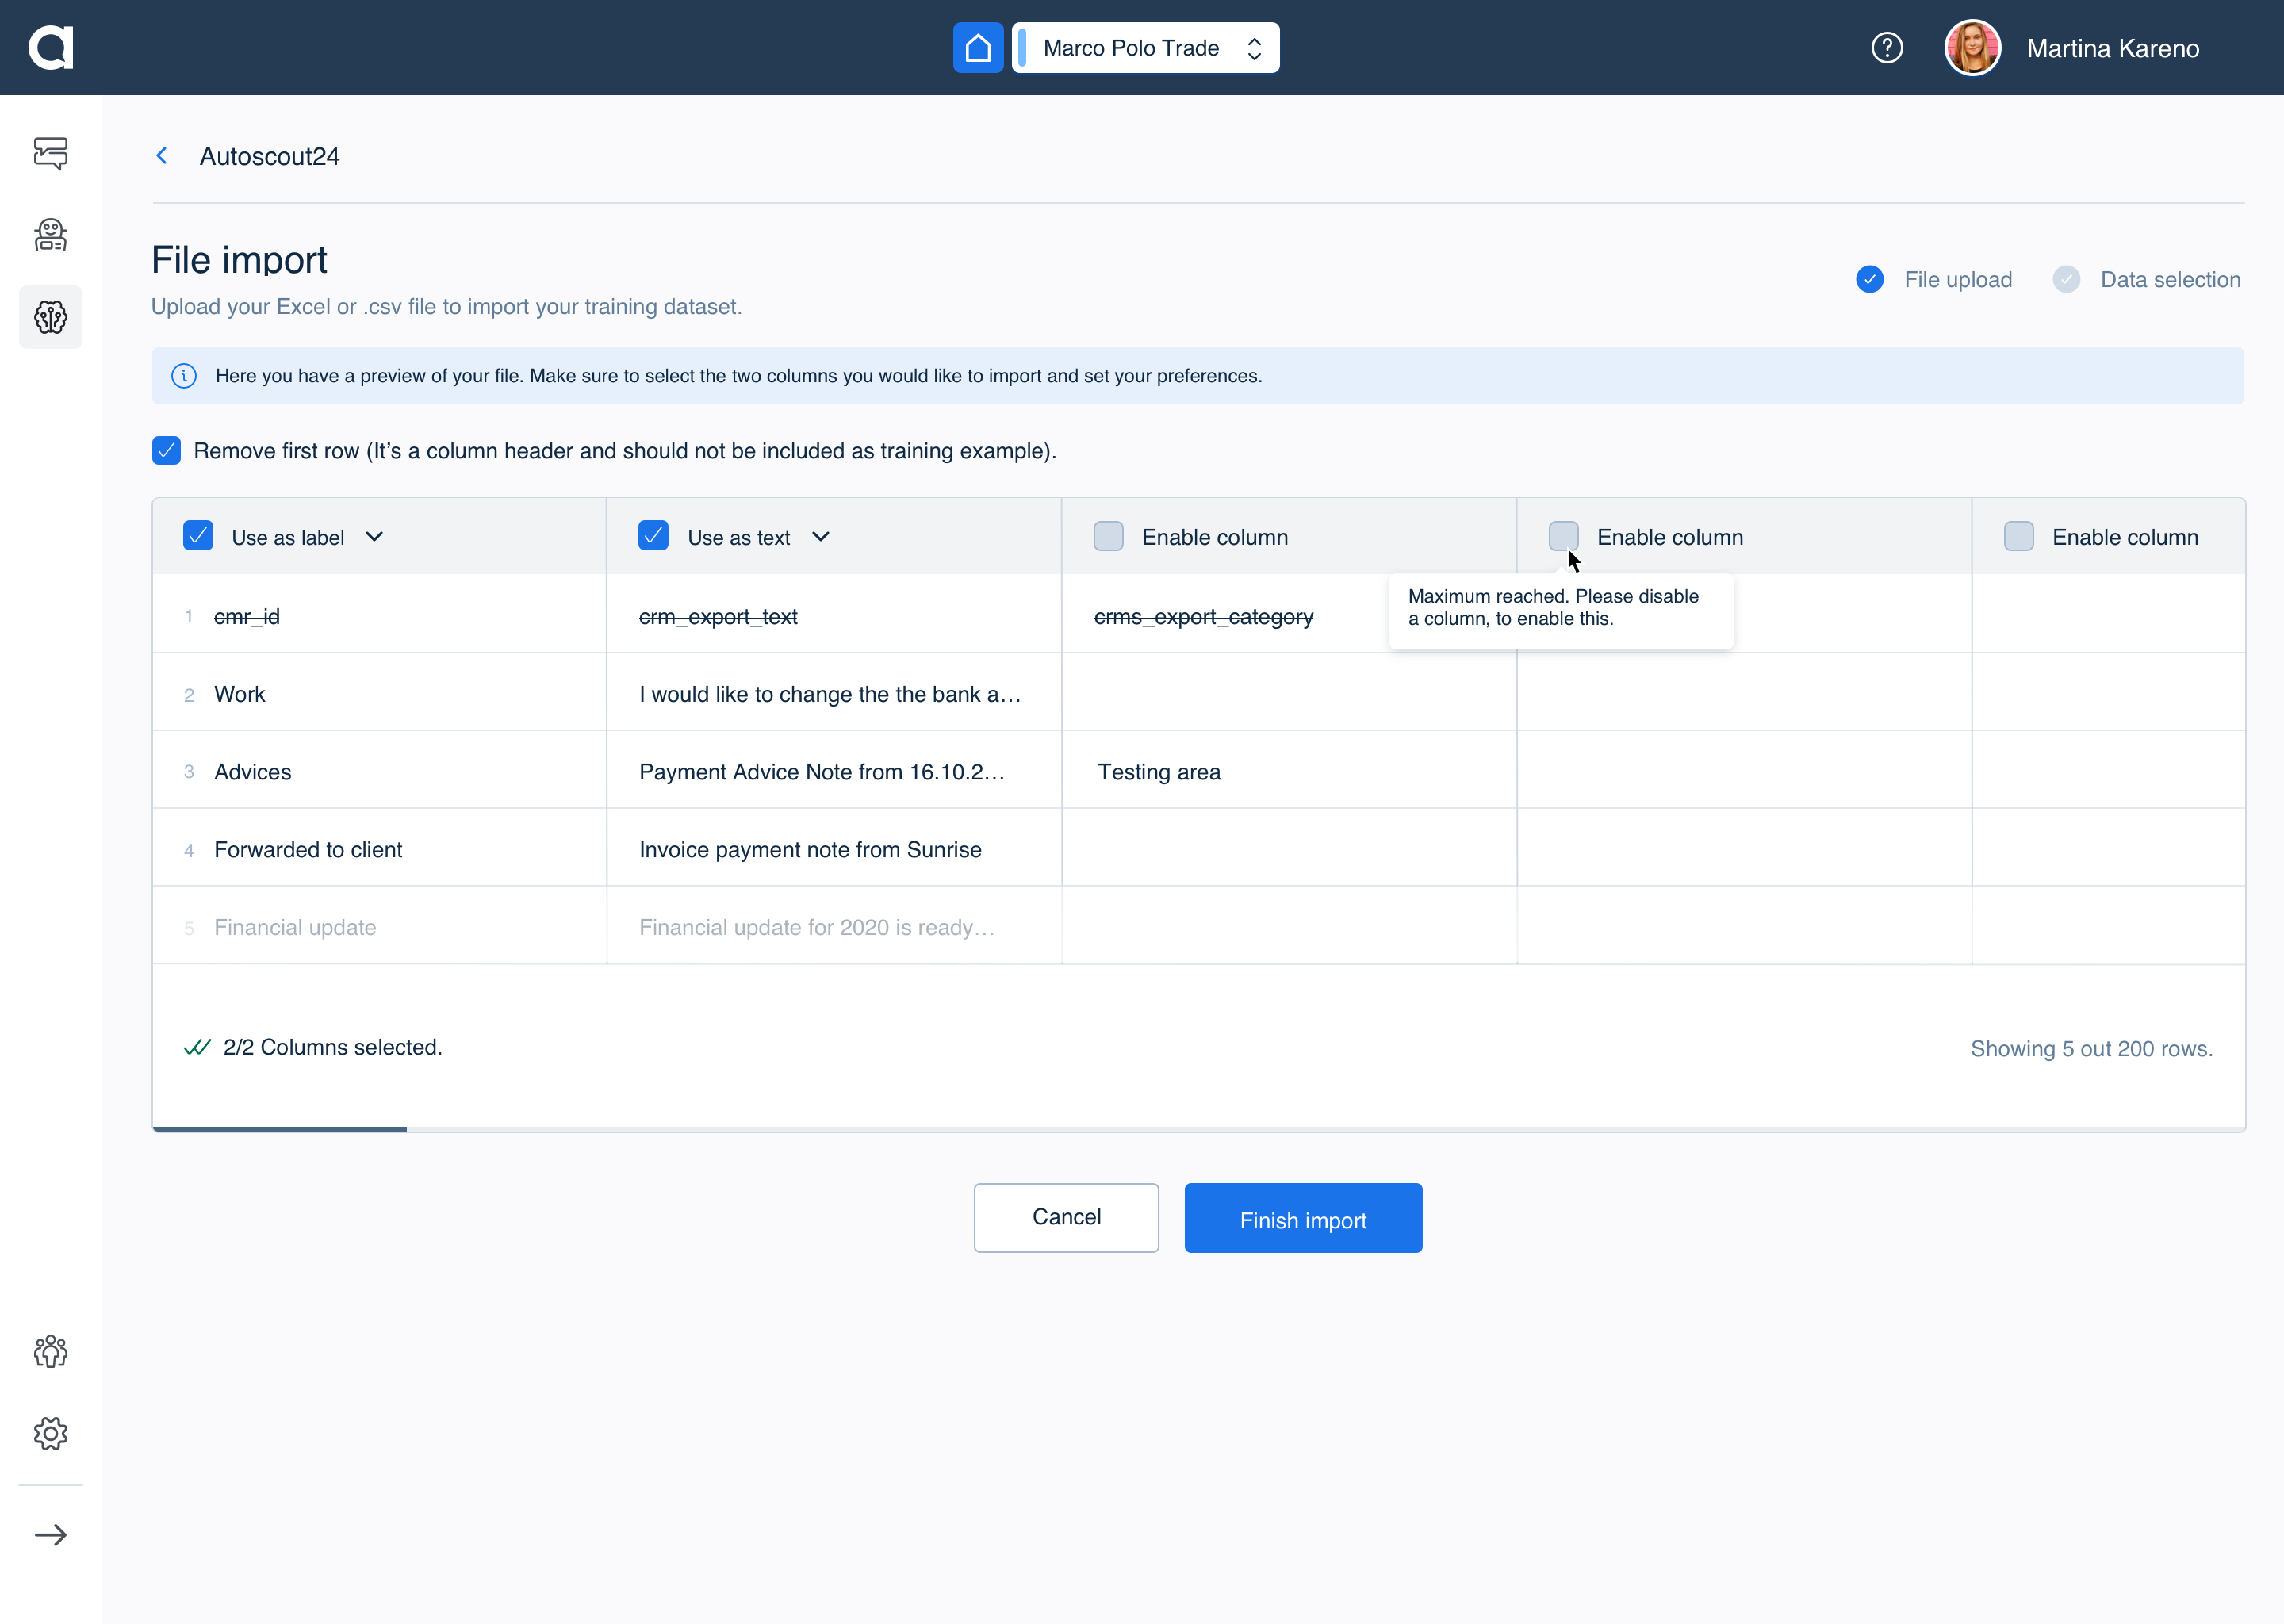 Marco Polo Trade
Martina Kareno
Autoscout24
File import
Upload your Excel or .csv file to import your training dataset.
File upload
Data selection
Here you have a preview of your file. Make sure to select the two columns you would like to import and set your preferences.
Remove first row (It’s a column header and should not be included as training example).
Use as label
Use as text
Enable column
Enable column
Enable column
1 cmr_id
crm_export_text
crms_export_category
Maximum reached. Please disable
a column, to enable this.
2 Work
I would like to change the the bank a...
3 Advices
Payment Advice Note from 16.10.2...
Testing area
4 Forwarded to client
Invoice payment note from Sunrise
5 Financial update
Financial update for 2020 is ready...
2/2 Columns selected.
Showing 5 out 200 rows.
Cancel
Finish import